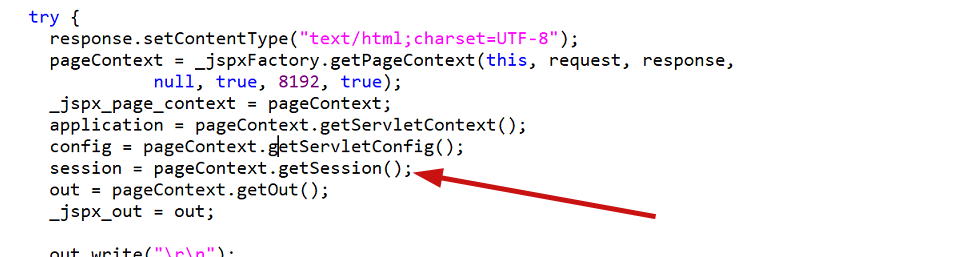 try {
response.setContentType("text/html;charset=UTF-8");
pageContext = _jspxFactory.getPageContext(this, request, response,
null, true, 8192, true);
_jspx_page_context = pageContext;
application = pageContext.getServletContext();
config = pageContext.getServletConfig();
session = pageContext.getSession();
out = pageContext.getOut();
_jspx_out = out;
out.write("\r\n");